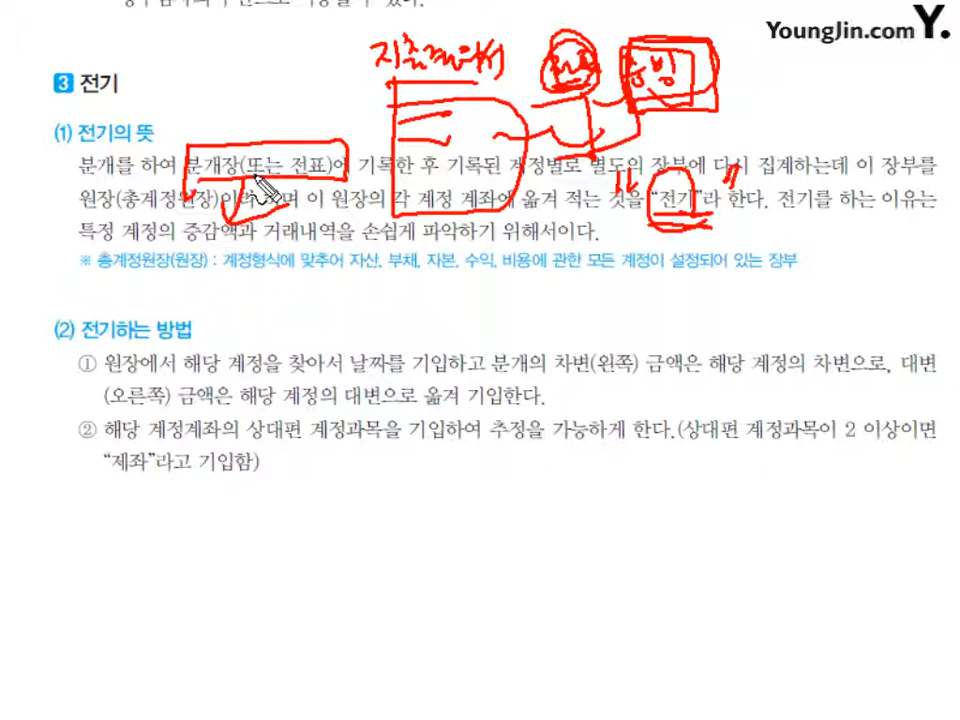 YoungJin.com Y.
지출결의서
전표
증빙
3 전기
(1) 전기의 뜻
분개를 하여 분개장(또는 전표)에 기록한 후 기록된 계정별로 별도의 장부에 다시 집계하는데 이 장부를
원장(총계정원장)이라 하며 이 원장의 각 계정 계좌에 옮겨 적는 것을 “전기”라 한다. 전기를 하는 이유는
특정 계정의 증감액과 거래내역을 손쉽게 파악하기 위해서이다.
※ 총계정원장(원장) : 계정형식에 맞추어 자산, 부채, 자본, 수익, 비용에 관한 모든 계정이 설정되어 있는 장부
(2) 전기하는 방법
① 원장에서 해당 계정을 찾아서 날짜를 기입하고 분개의 차변(왼쪽) 금액은 해당 계정의 차변으로, 대변
(오른쪽) 금액은 해당 계정의 대변으로 옮겨 기입한다.
② 해당 계정계좌의 상대편 계정과목을 기입하여 추정을 가능하게 한다.(상대편 계정과목이 2 이상이면
“제좌”라고 기입함)